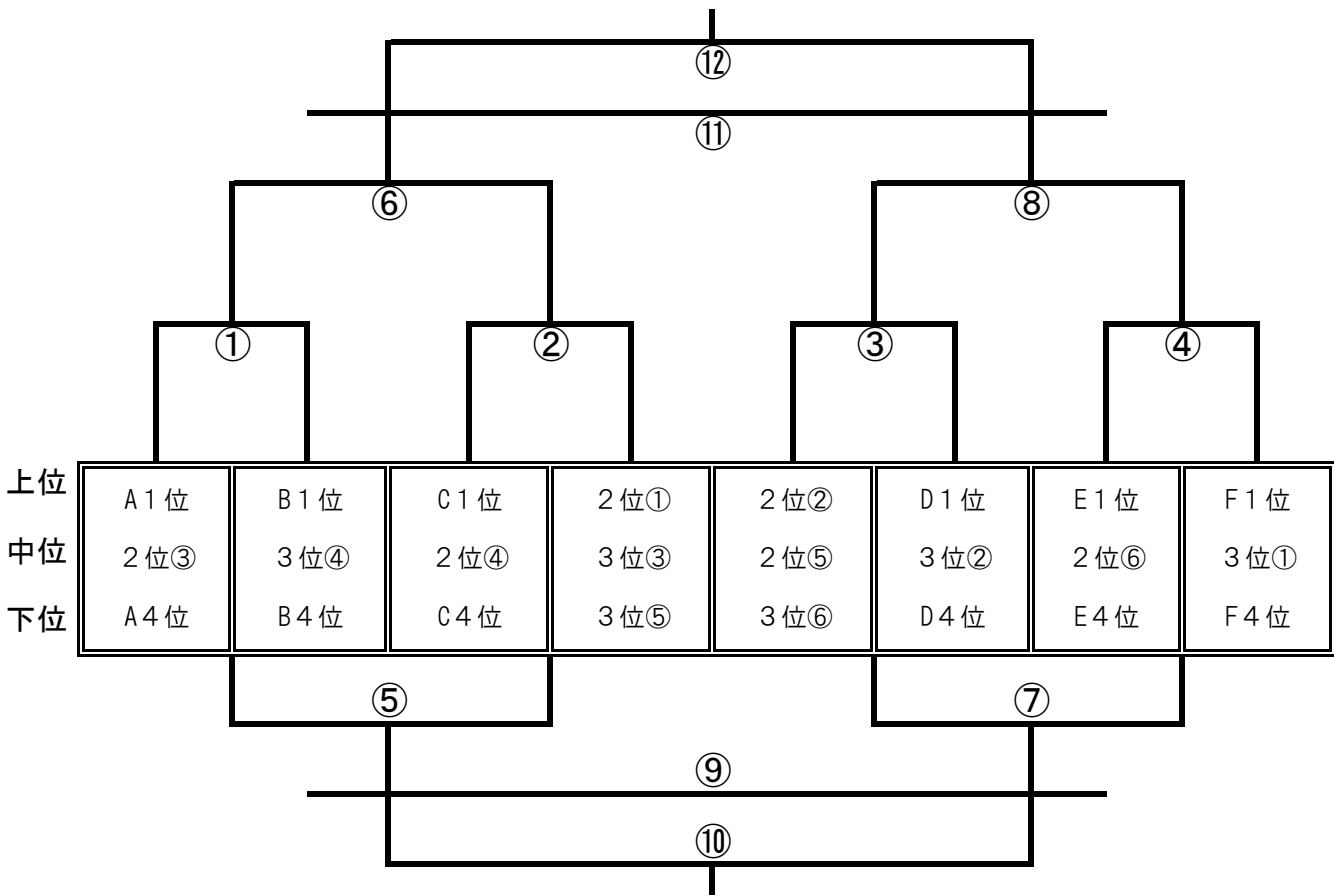 ⑫
⑪
⑥ ⑧
① ② ③ ④
上位 A1位 B1位 C1位 2位① 2位② D1位 E1位 F1位
中位 2位③ 3位④ 2位④ 3位③ 2位⑤ 3位② 2位⑥ 3位①
下位 A4位 B4位 C4位 3位⑤ 3位⑥ D4位 E4位 F4位
⑤ ⑦
⑨
⑩